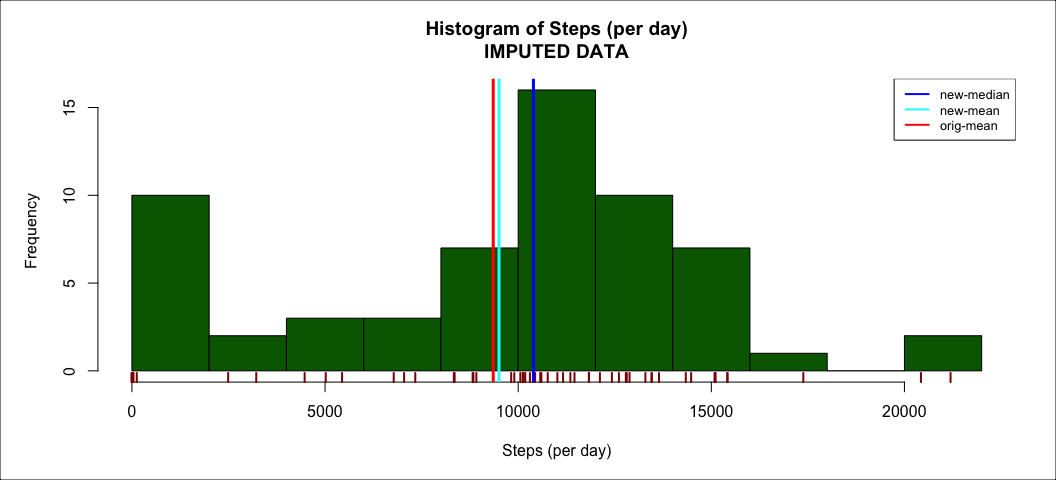 Histogram of Steps (per day)
IMPUTED DATA
new-median
new-mean
orig-mean
Frequency
15
10
5
0
0 5000 10000 15000 20000
Steps (per day)